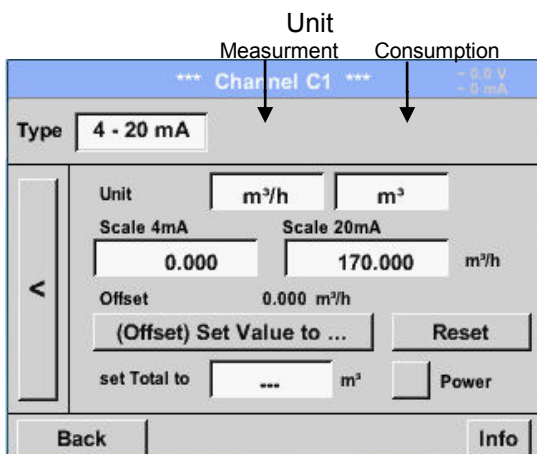 Unit
Measurment Consumption
*** Channel C1 *** ~ 0.0 V
~ 0 mA
Type 4 - 20 mA
Unit m³/h m³
Scale 4mA Scale 20mA
0.000 170.000 m³/h
<
Offset 0.000 m³/h
(Offset) Set Value to ... Reset
set Total to --- m³ Power
Back Info